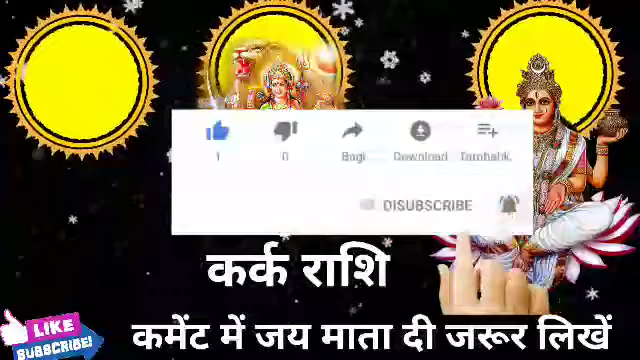 1 0 Bagi... Download Tambahk..
DISUBSCRIBE
कर्क राशि
LIKE
SUBSCRIBE!
कमेंट में जय माता दी जरूर लिखें